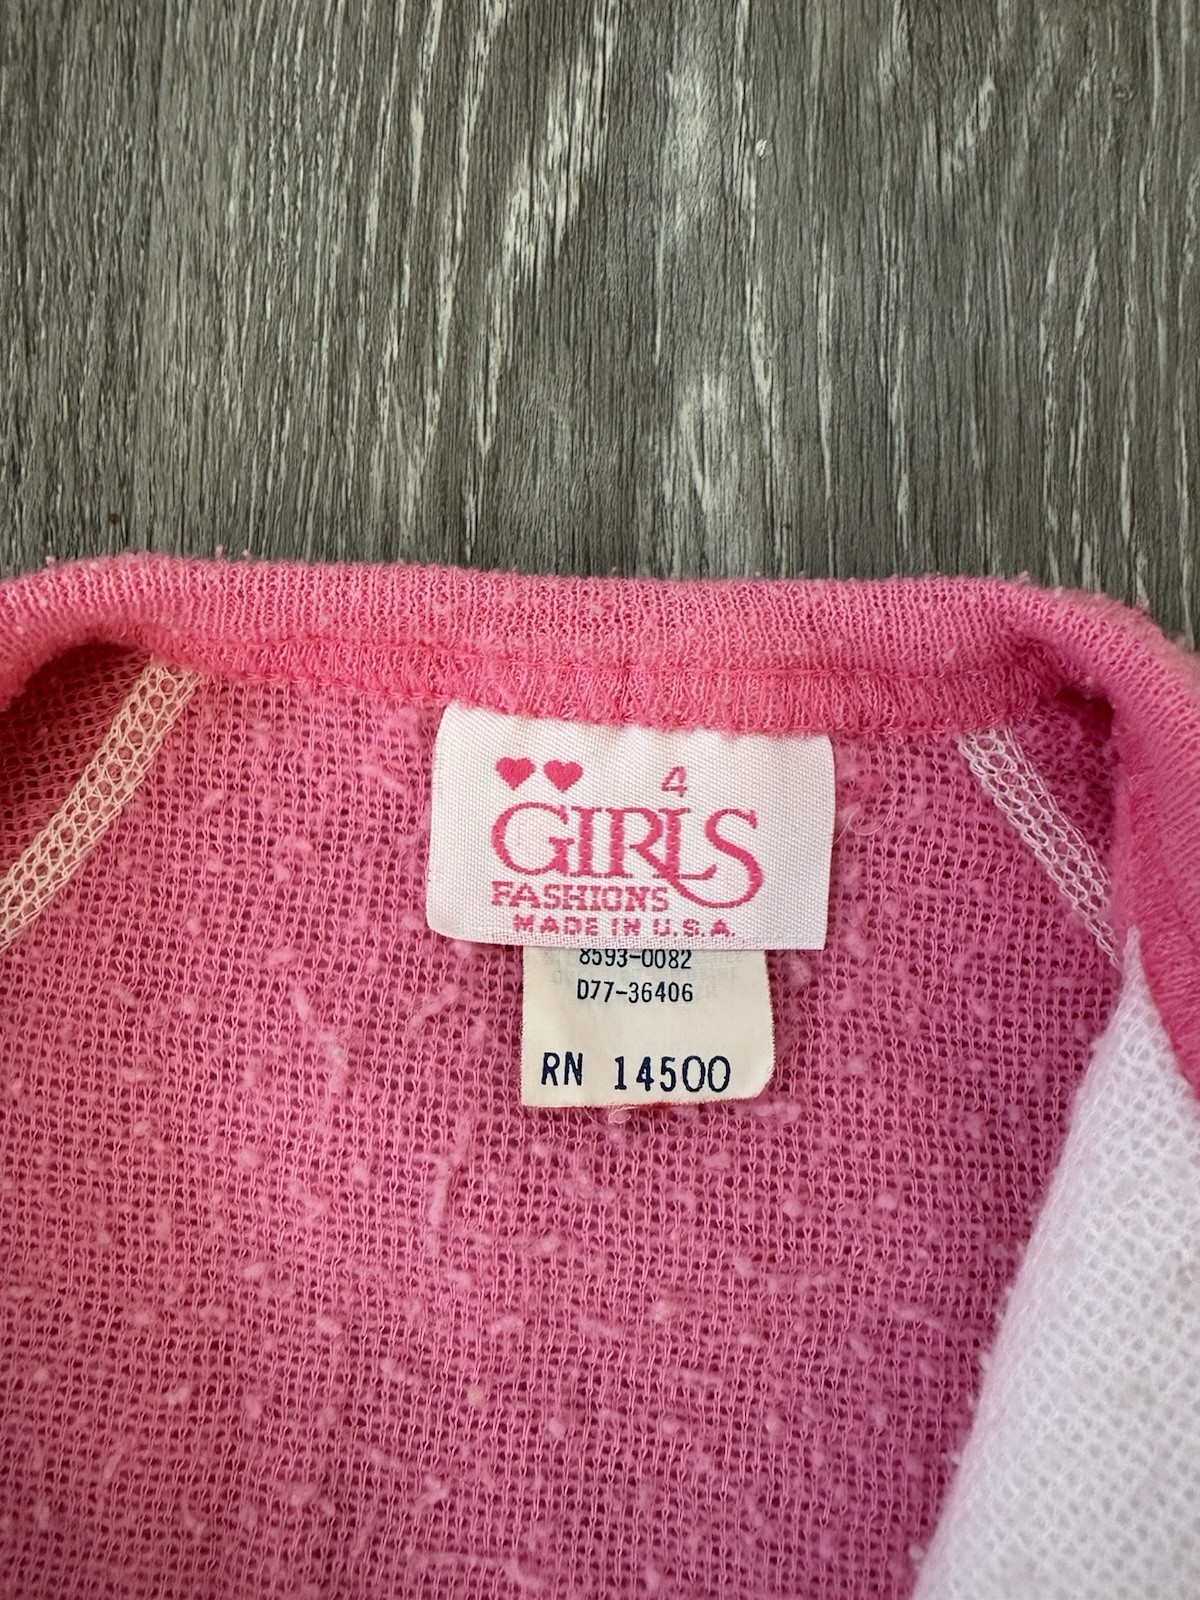 4
GIRLS
FASHIONS
MADE IN U.S.A.
8593-0082
D77-36406
RN 14500